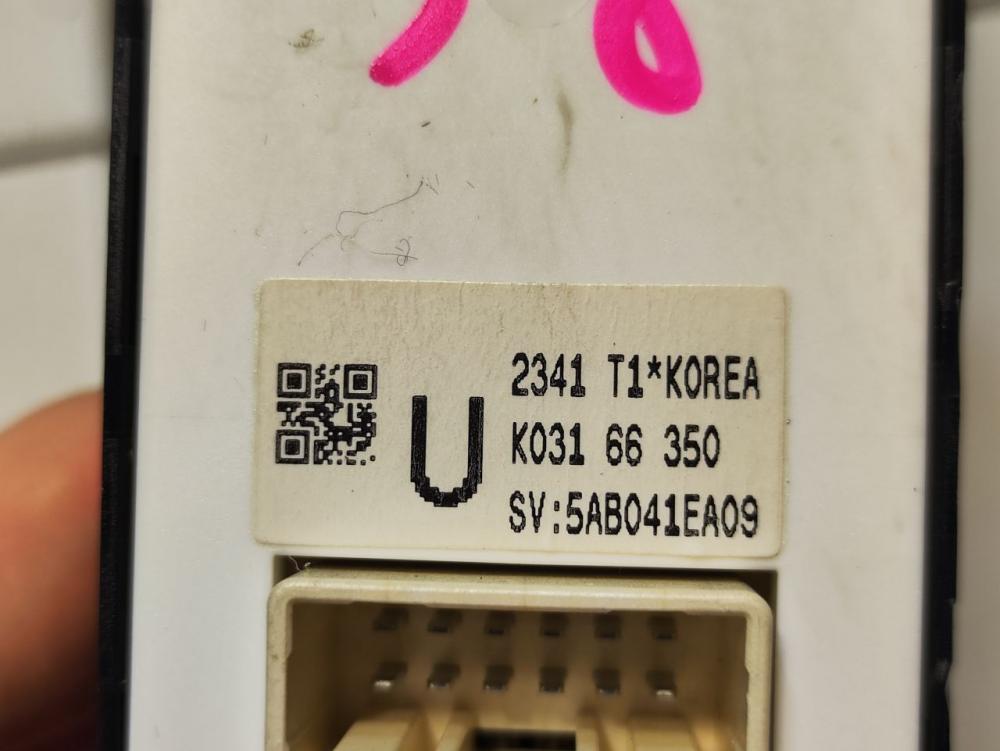 2341 T1*KOREA
U
K031 66 350
SV:5AB041EA09